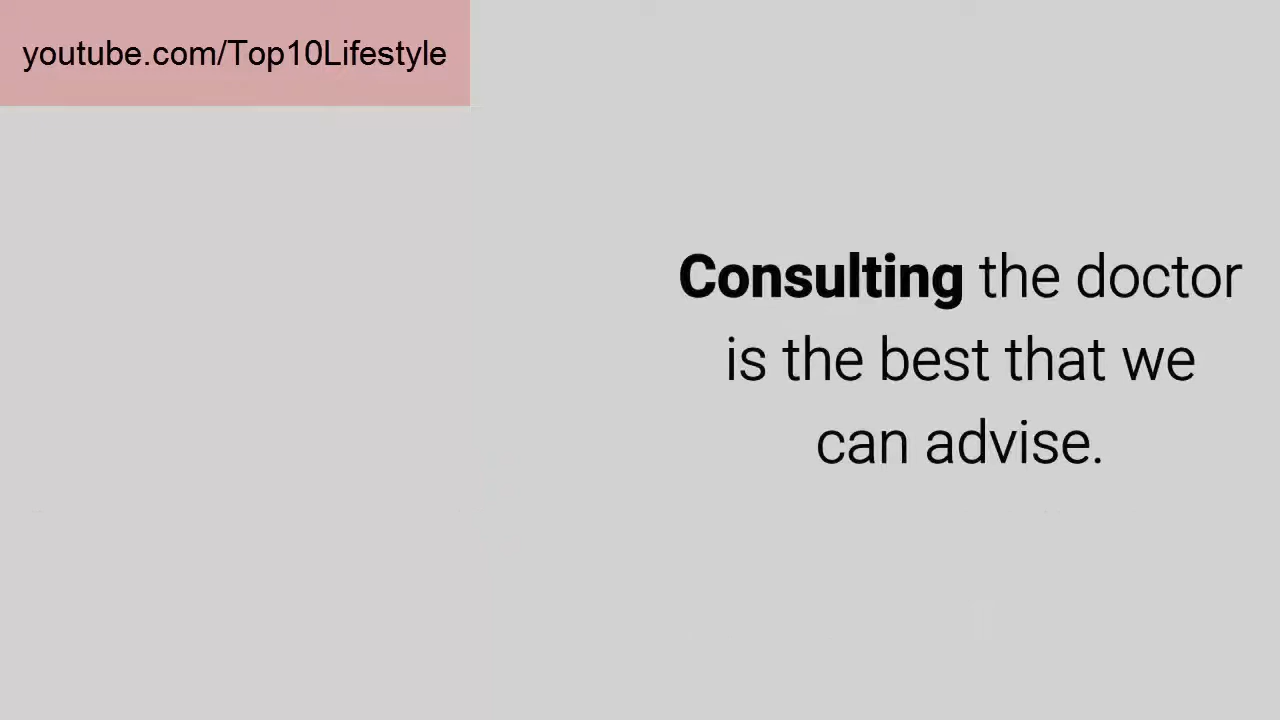 youtube.com/Top10Lifestyle
Consulting the doctor
is the best that we
can advise.